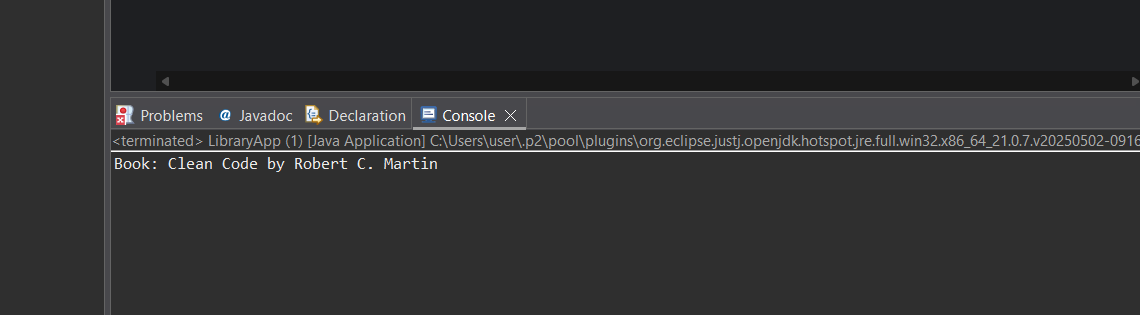 Problems Javadoc Declaration Console
<terminated> LibraryApp (1) [Java Application] C:\Users\user\.p2\pool\plugins\org.eclipse.justj.openjdk.hotspot.jre.full.win32.x86_64_21.0.7.v20250502-0916
Book: Clean Code by Robert C. Martin